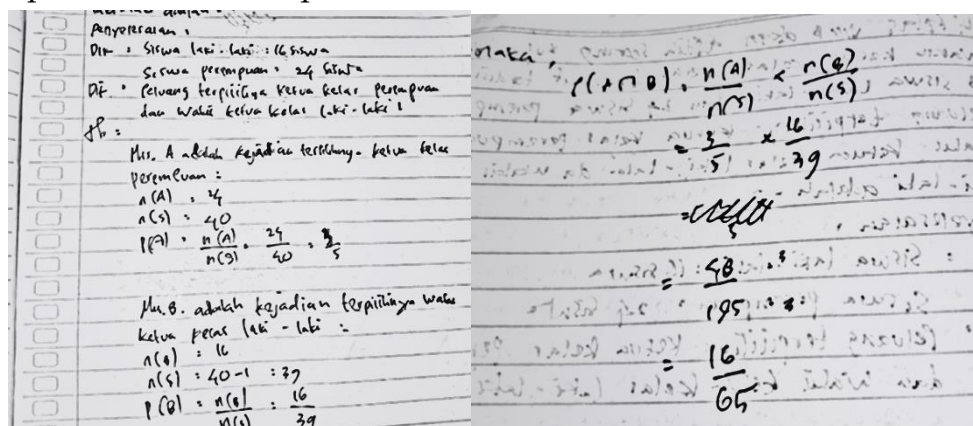 Penyelesaian :
Dik : Siswa laki-laki : 16 siswa
Siswa perempuan : 24 siswa
Dit : Peluang terpilihnya ketua kelas perempuan
dan wakil ketua kelas laki-laki !
Jb :
Mis. A adalah kejadian terpilihnya ketua kelas
perempuan :
n(A) : 24
n(S) : 40
P(A) = n(A)/n(S) = 24/40 = 3/5
Mis. B. adalah kejadian terpilihnya wakil
ketua kelas laki-laki :
n(B) : 16
n(S) : 40-1 : 39
P(B) = n(B)/n(S) : 16/39
maka,
P(A∩B) = n(A)/n(S) × n(B)/n(S)
= 3/5 × 16/39
= 48/195 :3 :3
= 16/65